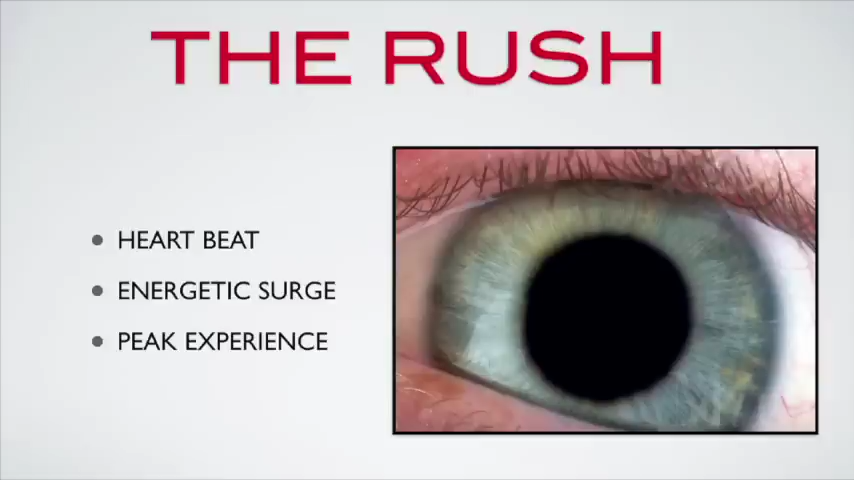 THE RUSH
HEART BEAT
ENERGETIC SURGE
PEAK EXPERIENCE